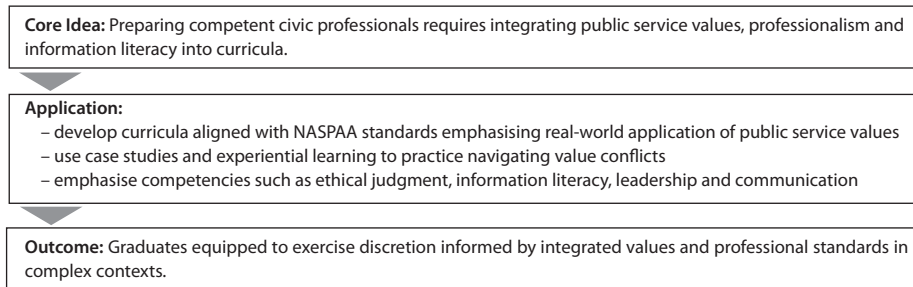 Core Idea: Preparing competent civic professionals requires integrating public service values, professionalism and
information literacy into curricula.
Application:
– develop curricula aligned with NASPAA standards emphasising real-world application of public service values
– use case studies and experiential learning to practice navigating value conflicts
– emphasise competencies such as ethical judgment, information literacy, leadership and communication
Outcome: Graduates equipped to exercise discretion informed by integrated values and professional standards in
complex contexts.